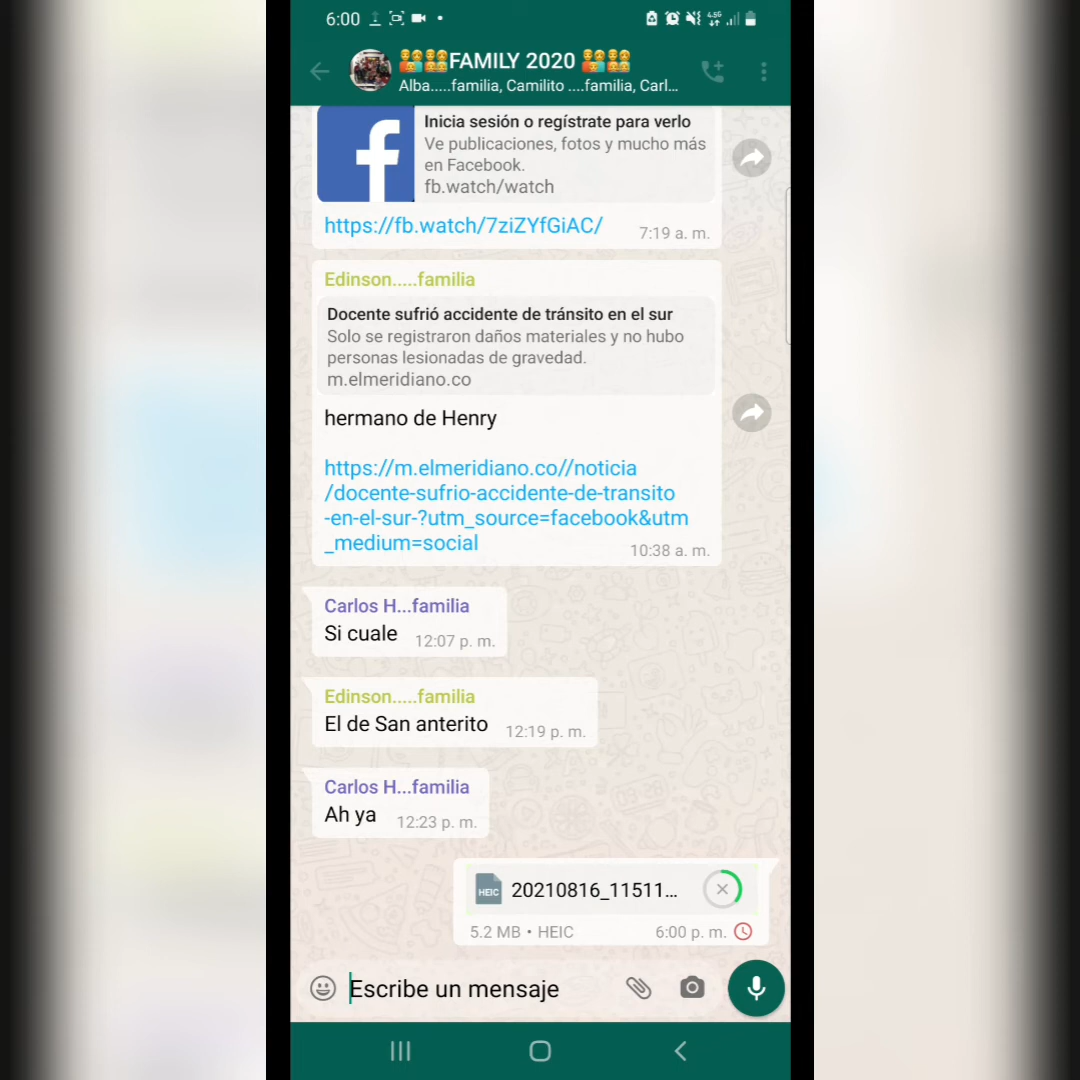 6:00
FAMILY 2020
Alba.....familia, Camilito ....familia, Carl...
Inicia sesión o regístrate para verlo
Ve publicaciones, fotos y mucho más
en Facebook.
fb.watch/watch
https://fb.watch/7ziZYfGiAC/
7:19 a. m.
Edinson.....familia
Docente sufrió accidente de tránsito en el sur
Solo se registraron daños materiales y no hubo
personas lesionadas de gravedad.
m.elmeridiano.co
hermano de Henry
https://m.elmeridiano.co//noticia
/docente-sufrio-accidente-de-transito
-en-el-sur-?utm_source=facebook&utm
_medium=social
10:38 a. m.
Carlos H...familia
Si cuale 12:07 p. m.
Edinson.....familia
El de San anterito 12:19 p. m.
Carlos H...familia
Ah ya 12:23 p. m.
HEIC 20210816_11511...
5.2 MB • HEIC 6:00 p. m.
Escribe un mensaje